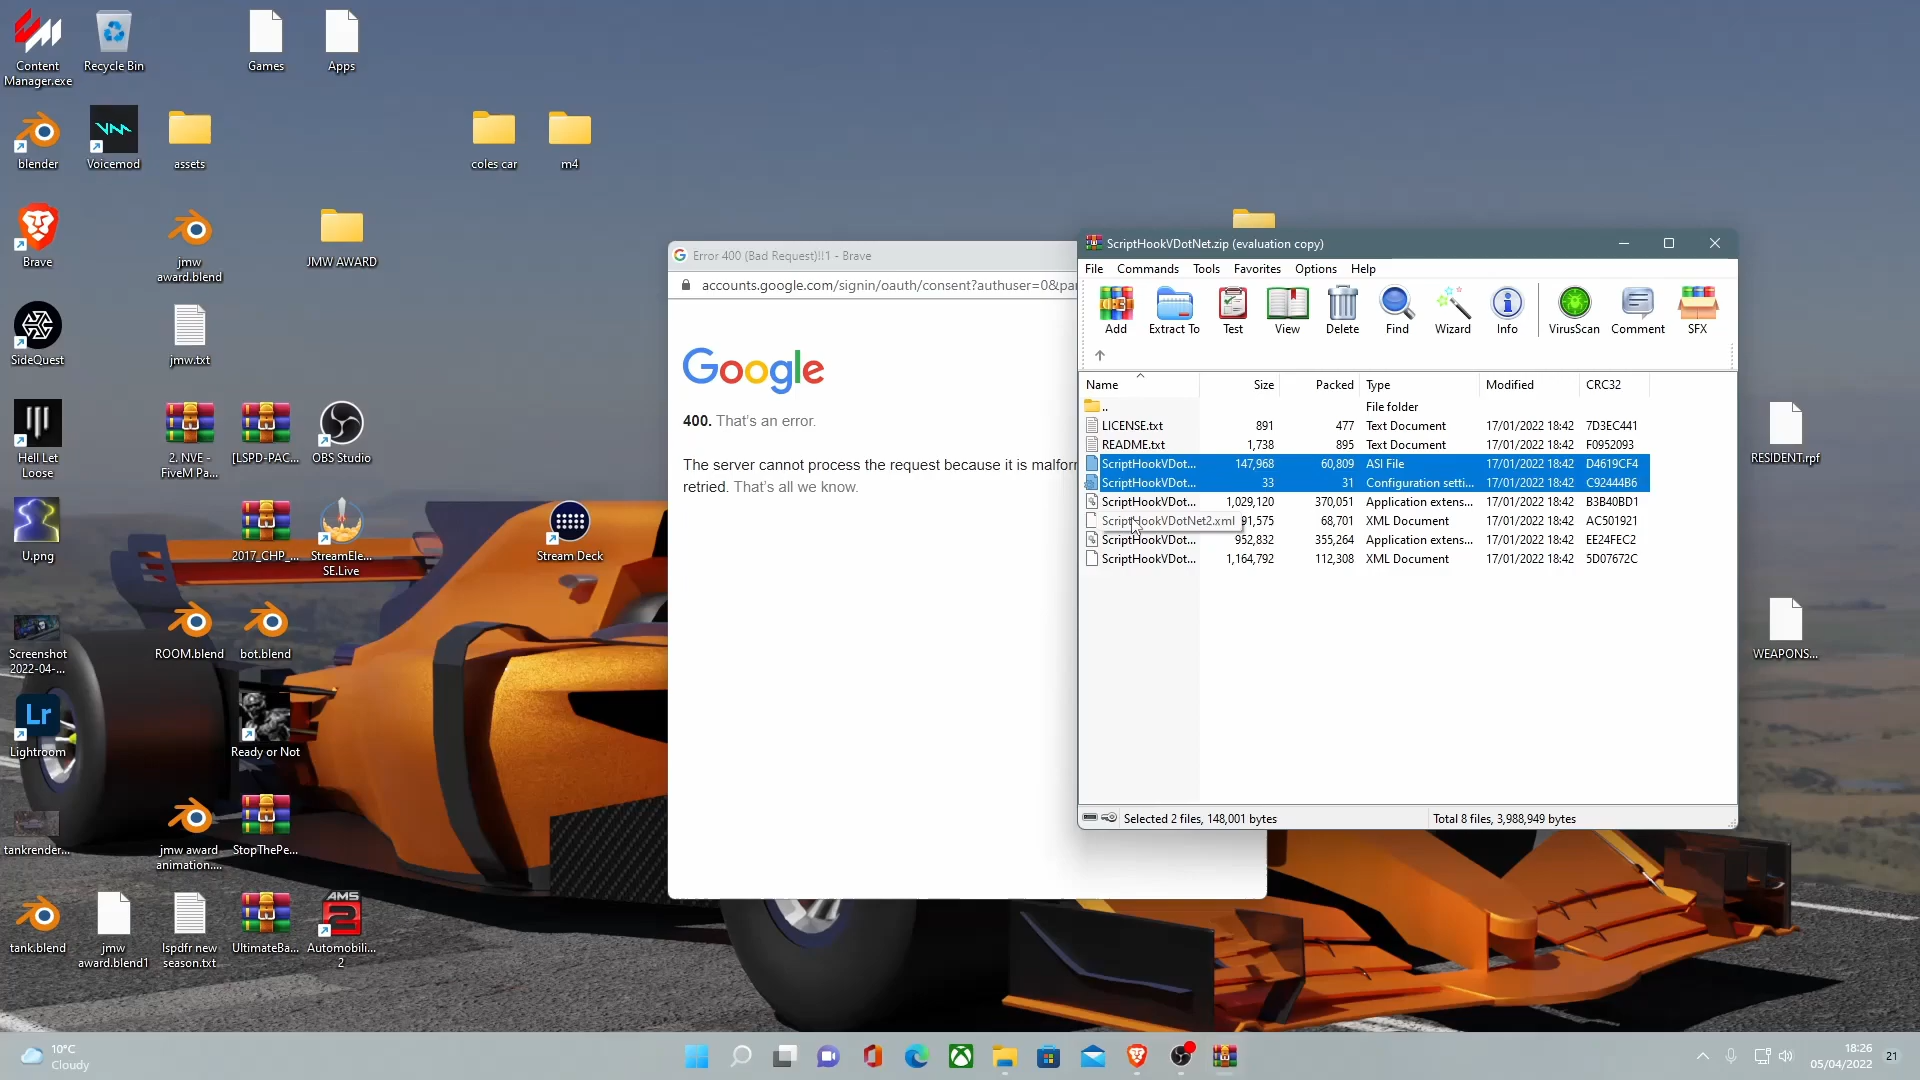 Content
Manager.exe
Recycle Bin
Games
Apps
blender
Voicemod
assets
coles car
m4
Brave
jmw
award.blend
JMW AWARD
SideQuest
jmw.txt
Hell Let
Loose
2. NVE -
FiveM Pa...
[LSPD-PAC...
OBS Studio
U.png
2017_CHP_...
StreamEle...
SE.Live
Stream Deck
Screenshot
2022-04-...
ROOM.blend
bot.blend
Lr
Lightroom
Ready or Not
tankrender...
jmw award
animation....
StopThePe...
tank.blend
jmw
award.blend1
lspdfr new
season.txt
UltimateBa...
AMS
2
Automobili...
2
Error 400 (Bad Request)!!1 - Brave
accounts.google.com/signin/oauth/consent?authuser=0&pa
Google
400. That's an error.
The server cannot process the request because it is malfor
retried. That's all we know.
ScriptHookVDotNet.zip (evaluation copy)
File Commands Tools Favorites Options Help
Add Extract To Test View Delete Find Wizard Info VirusScan Comment SFX
Name Size Packed Type Modified CRC32
.. File folder
LICENSE.txt 891 477 Text Document 17/01/2022 18:42 7D3EC441
README.txt 1,738 895 Text Document 17/01/2022 18:42 F0952093
ScriptHookVDot... 147,968 60,809 ASI File 17/01/2022 18:42 D4619CF4
ScriptHookVDot... 33 31 Configuration setti... 17/01/2022 18:42 C92444B6
ScriptHookVDot... 1,029,120 370,051 Application extens... 17/01/2022 18:42 B3B40BD1
ScriptHookVDotNet2.xml 91,575 68,701 XML Document 17/01/2022 18:42 AC501921
ScriptHookVDot... 952,832 355,264 Application extens... 17/01/2022 18:42 EE24FEC2
ScriptHookVDot... 1,164,792 112,308 XML Document 17/01/2022 18:42 5D07672C
Selected 2 files, 148,001 bytes
Total 8 files, 3,988,949 bytes
RESIDENT.rpf
WEAPONS...
10°C
Cloudy
18:26
05/04/2022
21